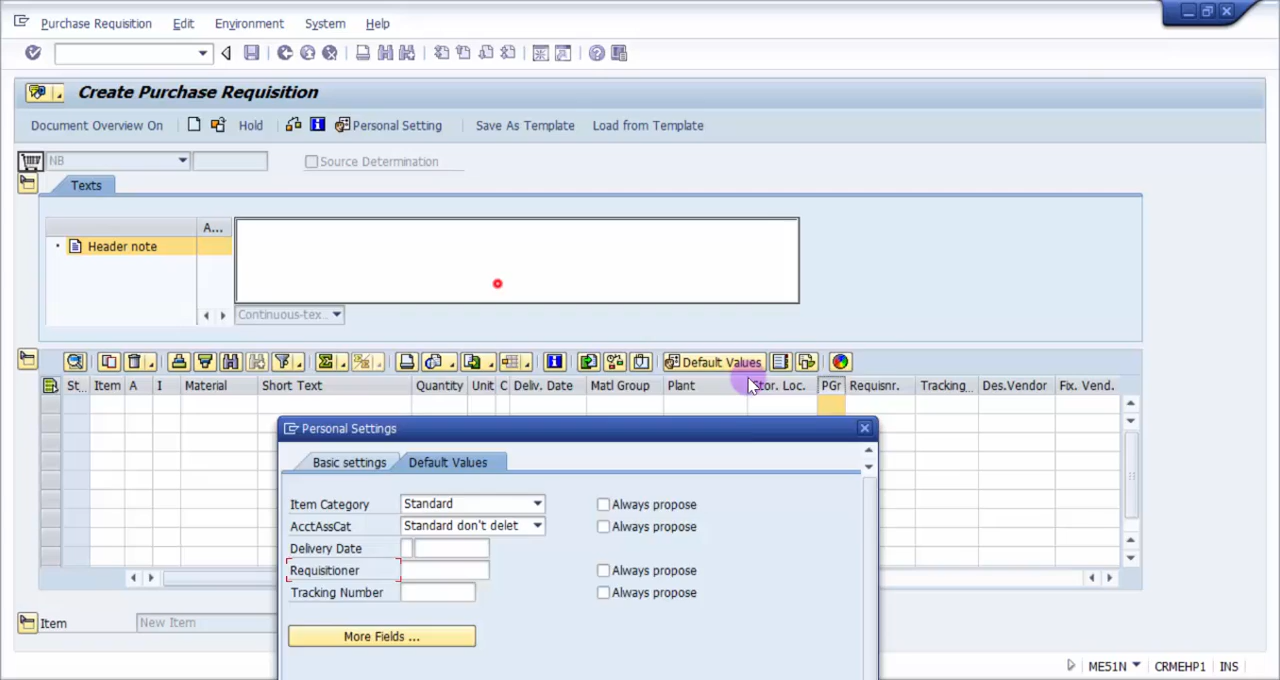 Purchase Requisition Edit Environment System Help
Create Purchase Requisition
Document Overview On Hold Personal Setting Save As Template Load from Template
NB Source Determination
Texts
A...
Header note
Continuous-tex...
Default Values
St... Item A I Material Short Text Quantity Unit C Deliv. Date Matl Group Plant Stor. Loc. PGr Requisnr. Tracking... Des.Vendor Fix. Vend.
Personal Settings
Basic settings Default Values
Item Category Standard Always propose
AcctAssCat Standard don't delet Always propose
Delivery Date
Requisitioner Always propose
Tracking Number Always propose
Item New Item
More Fields ...
ME51N CRMEHP1 INS